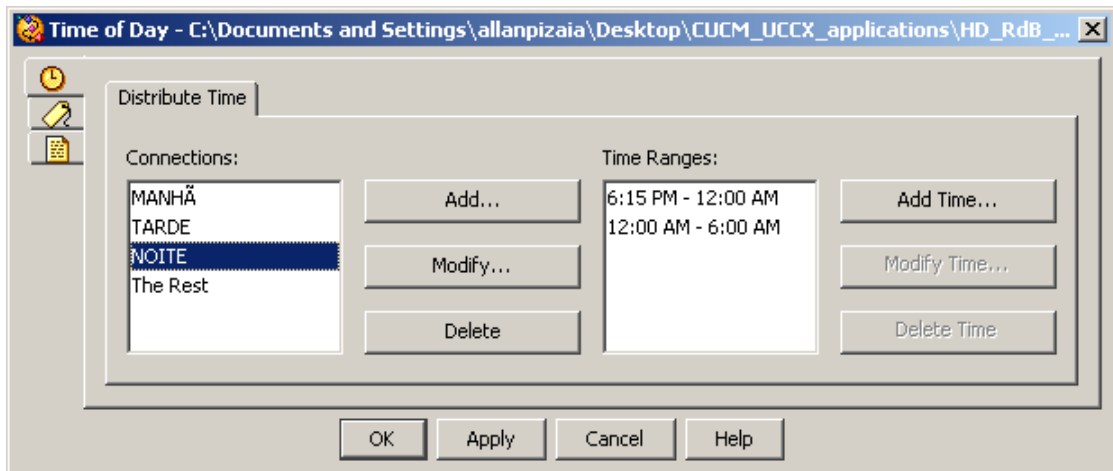 Time of Day - C:\Documents and Settings\allanpizaia\Desktop\CUCM_UCCX_applications\HD_RdB_...
Distribute Time
Connections:
MANHÃ
TARDE
NOITE
The Rest
Add...
Modify...
Delete
Time Ranges:
6:15 PM - 12:00 AM
12:00 AM - 6:00 AM
Add Time...
Modify Time...
Delete Time
OK
Apply
Cancel
Help